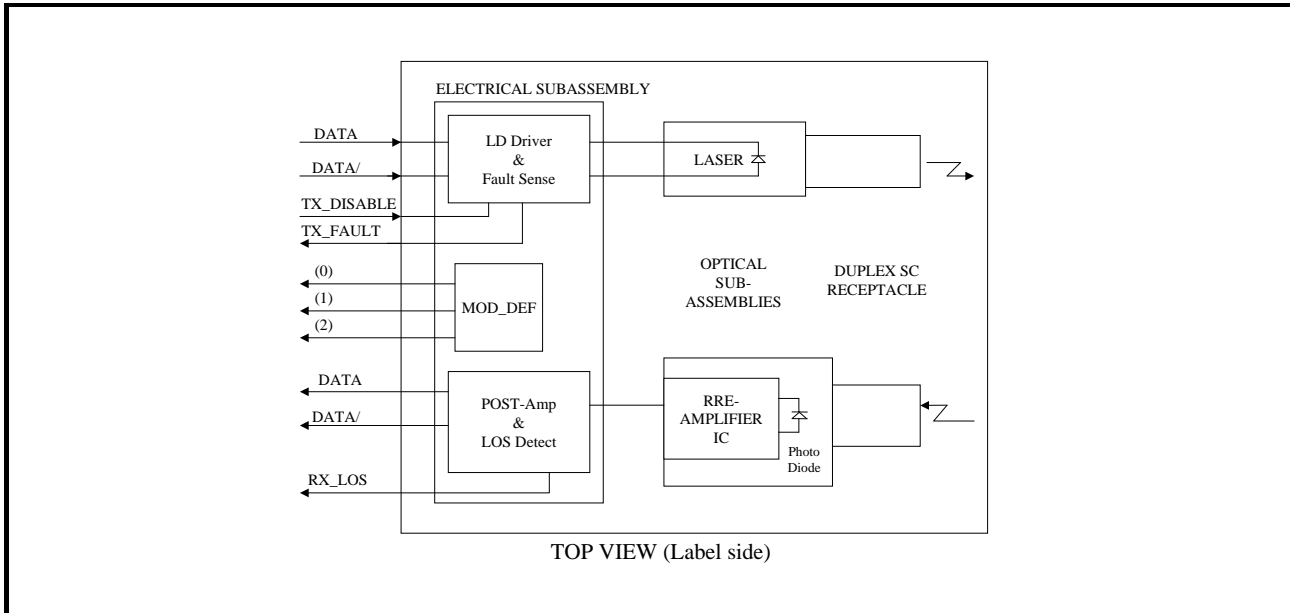 ELECTRICAL SUBASSEMBLY
DATA
DATA/
TX_DISABLE
TX_FAULT
LD Driver
&
Fault Sense
LASER
(0)
(1)
(2)
MOD_DEF
OPTICAL
SUB-
ASSEMBLIES
DUPLEX SC
RECEPTACLE
DATA
DATA/
RX_LOS
POST-Amp
&
LOS Detect
RRE-
AMPLIFIER
IC
Photo
Diode
TOP VIEW (Label side)